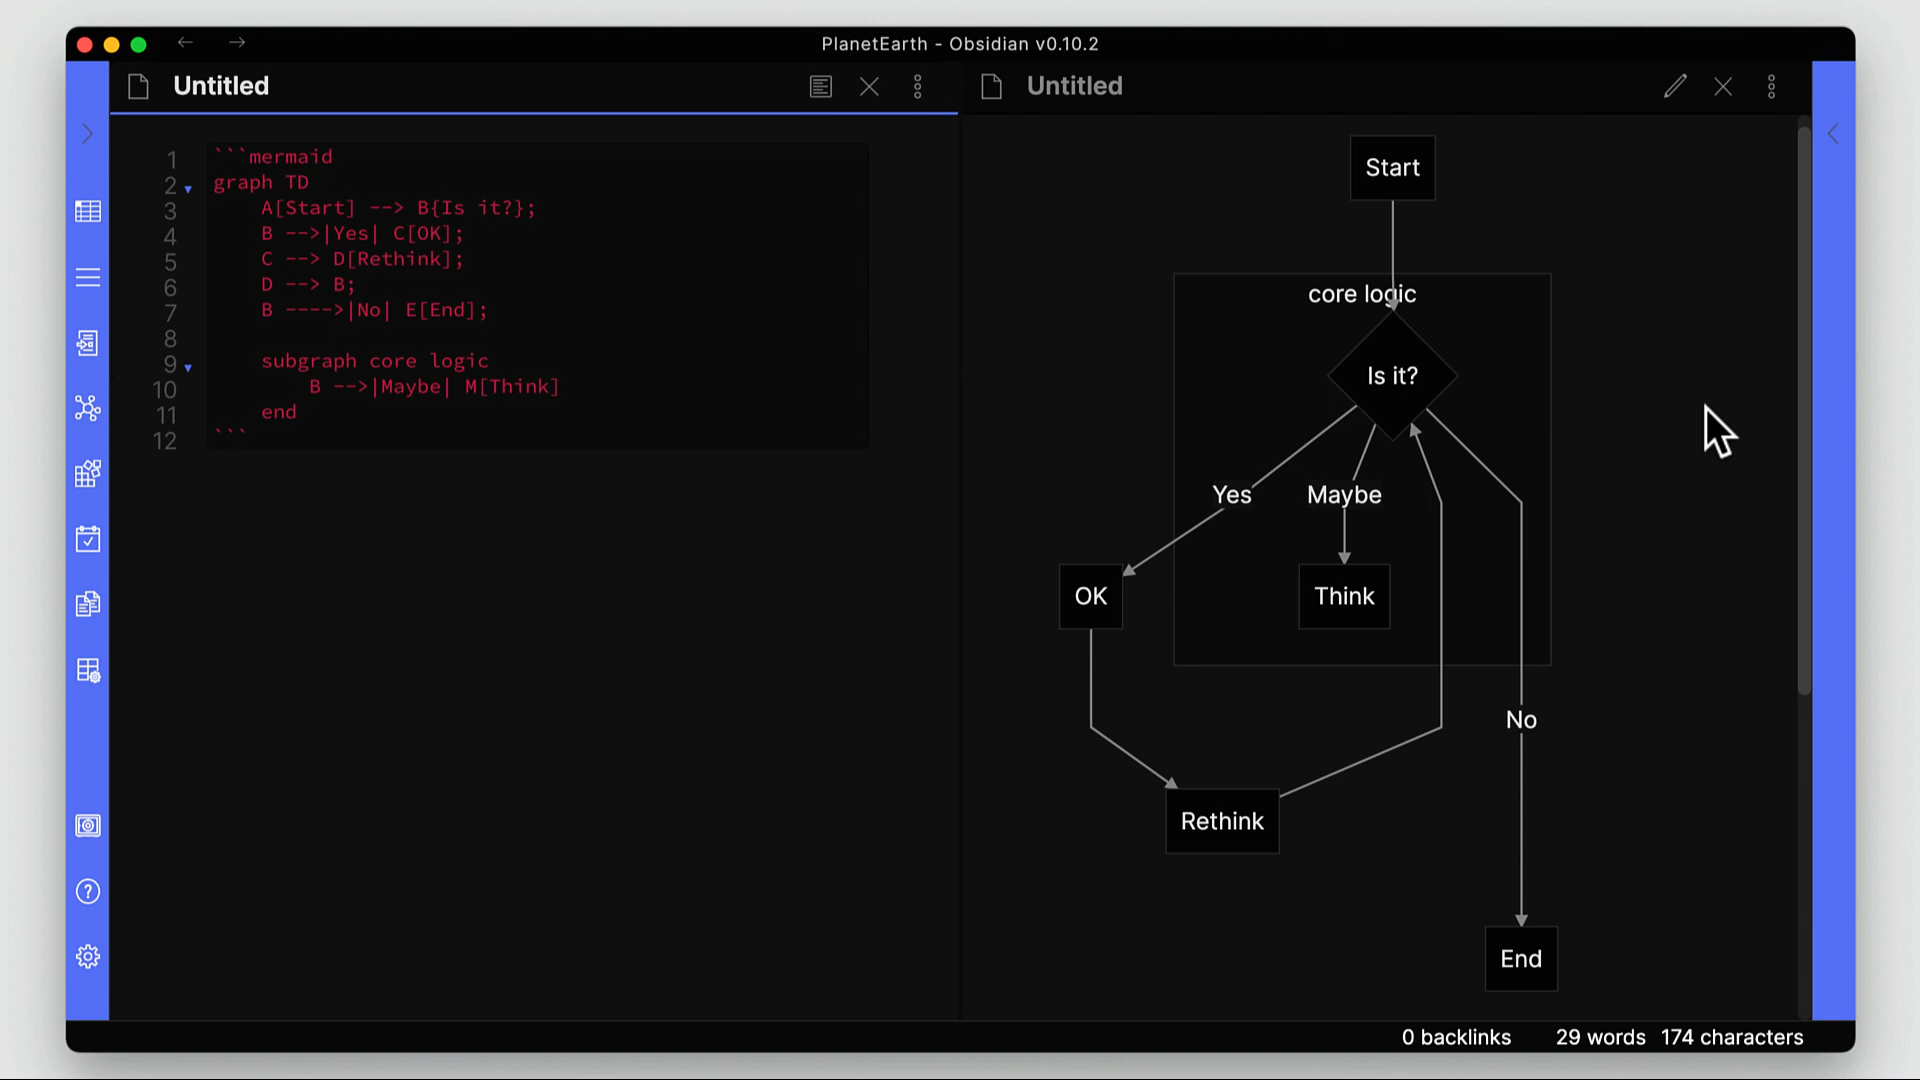 PlanetEarth - Obsidian v0.10.2
Untitled
1 ```mermaid
2 graph TD
3     A[Start] --> B{Is it?};
4     B -->|Yes| C[OK];
5     C --> D[Rethink];
6     D --> B;
7     B ---->|No| E[End];
8
9     subgraph core logic
10         B -->|Maybe| M[Think]
11     end
12 ```
Untitled
Start
core logic
Is it?
Yes Maybe
OK Think
No
Rethink
End
0 backlinks 29 words 174 characters